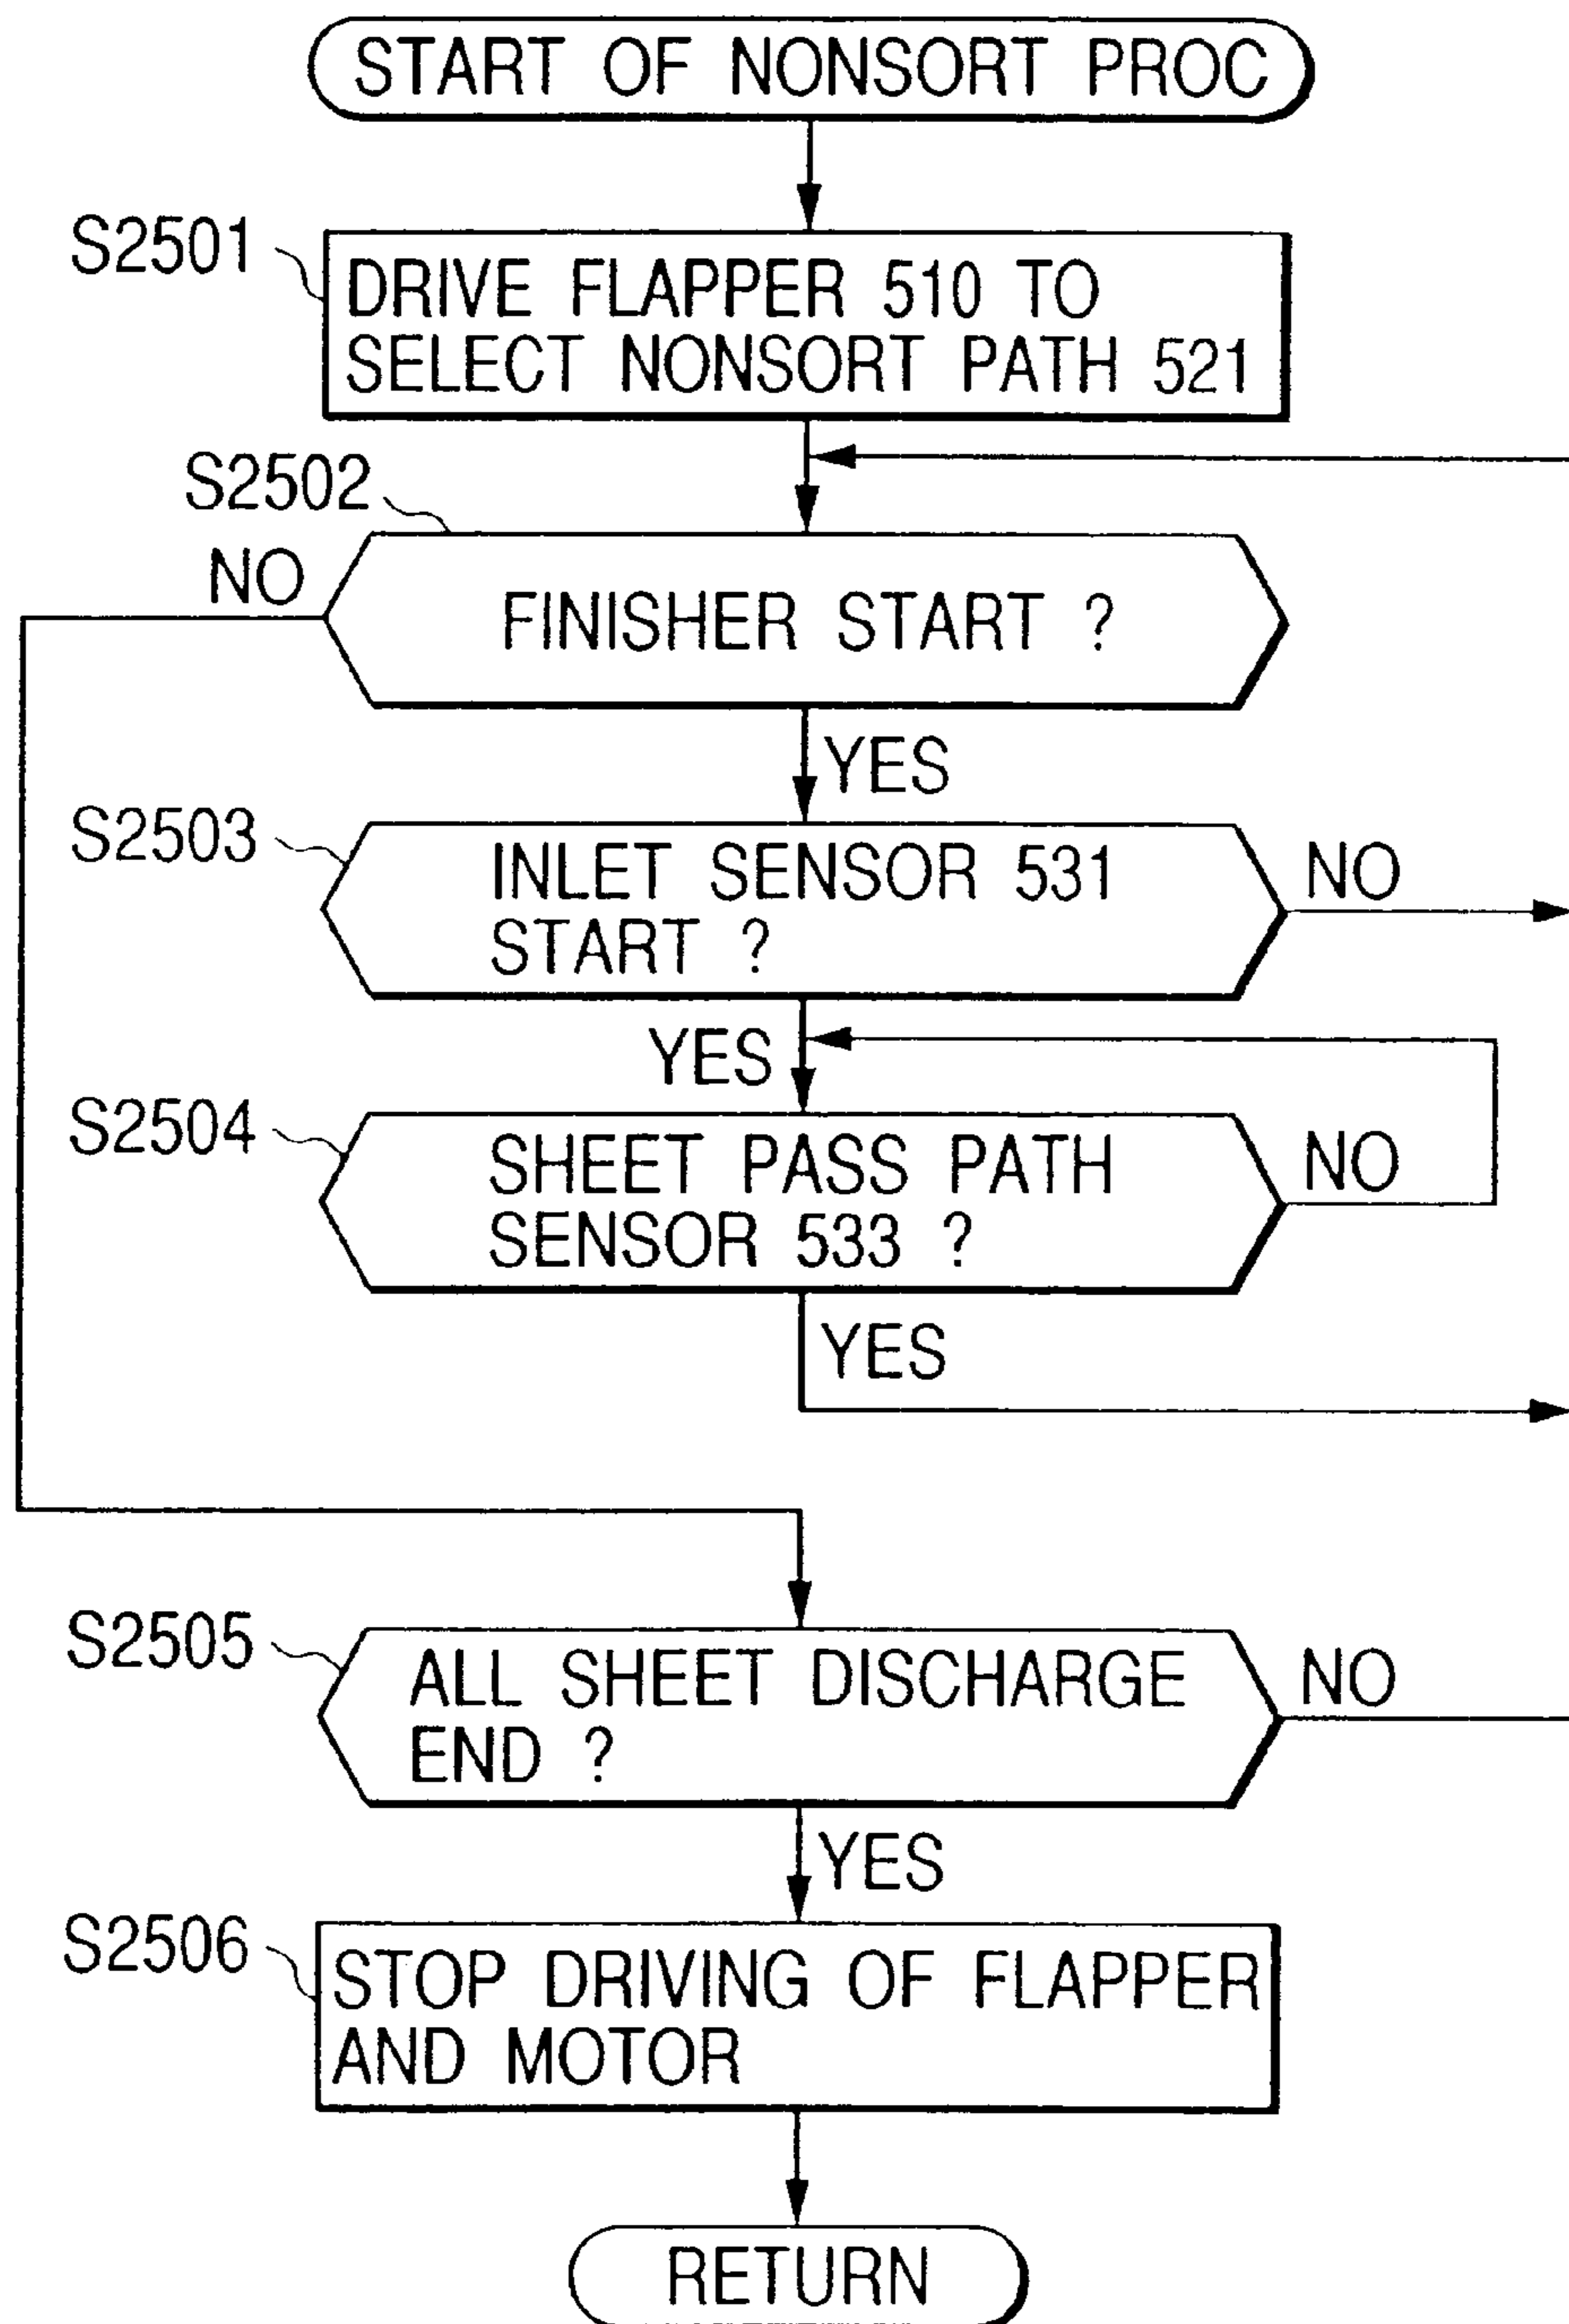 START OF NONSORT PROC
S2501
DRIVE FLAPPER 510 TO
SELECT NONSORT PATH 521
S2502
NO
FINISHER START ?
YES
S2503
INLET SENSOR 531
START ?
NO
YES
S2504
SHEET PASS PATH
SENSOR 533 ?
NO
YES
S2505
ALL SHEET DISCHARGE
END ?
NO
YES
S2506
STOP DRIVING OF FLAPPER
AND MOTOR
RETURN